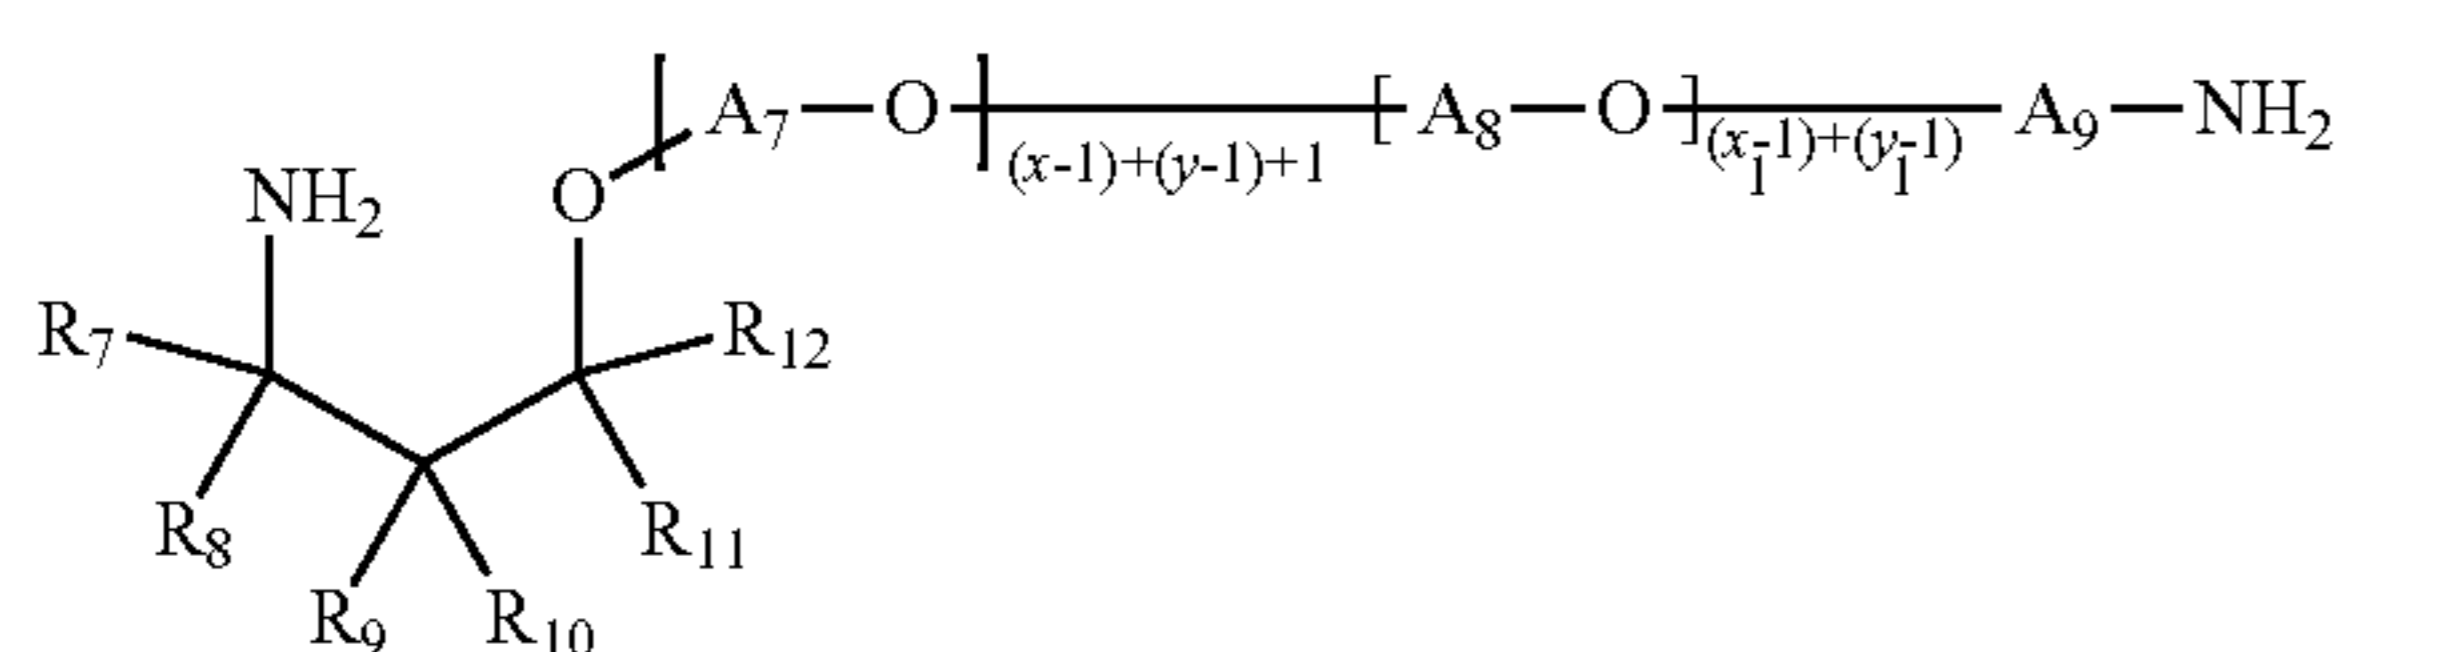 [A₇—O](x-1)+(y-1)+1[A₈—O](x₁-1)+(y₁-1)A₉—NH₂
NH₂ O
R₇ R₁₂
R₈ R₁₁
R₉ R₁₀